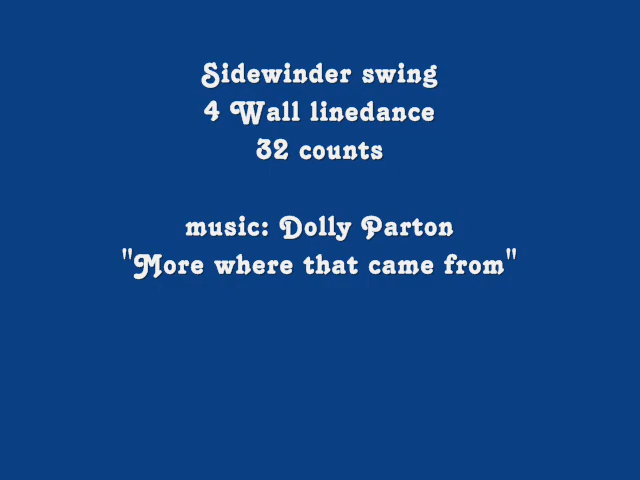 Sidewinder swing
4 Wall linedance
32 counts
music: Dolly Parton
"More where that came from"